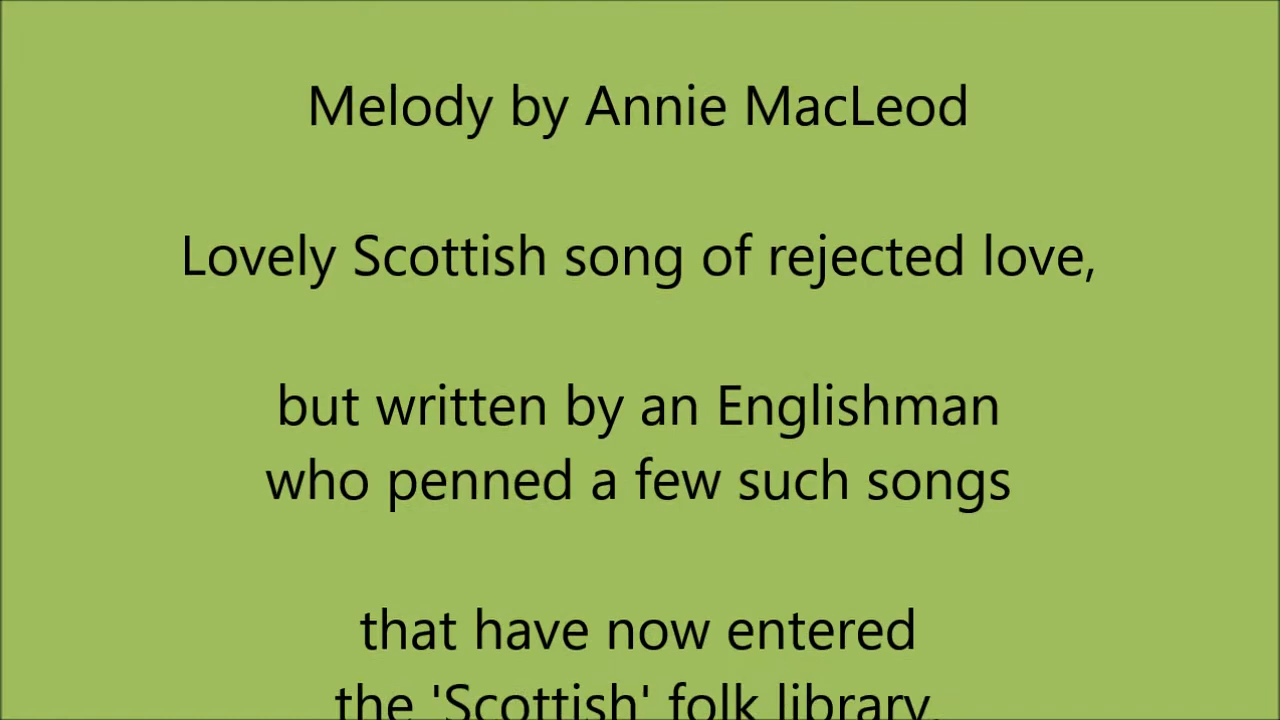 Melody by Annie MacLeod
Lovely Scottish song of rejected love,
but written by an Englishman
who penned a few such songs
that have now entered
the 'Scottish' folk library.